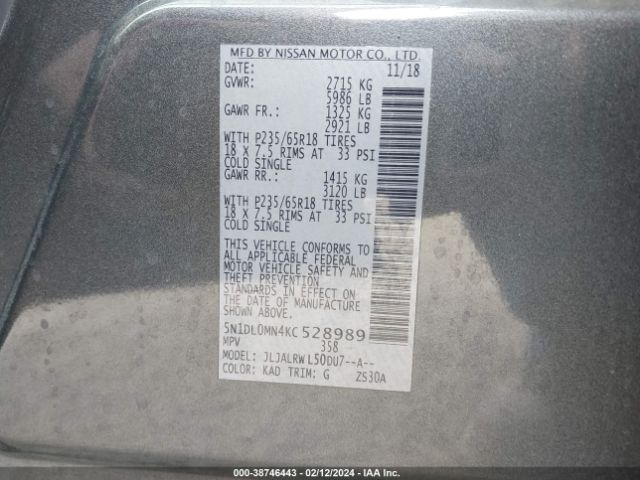 MFD BY NISSAN MOTOR CO., LTD.
DATE: 11/18
GVWR: 2715 KG
5986 LB
GAWR FR.: 1325 KG
2921 LB
WITH P235/65R18 TIRES
18 X 7.5 RIMS AT 33 PSI
COLD SINGLE
GAWR RR.: 1415 KG
3120 LB
WITH P235/65R18 TIRES
18 X 7.5 RIMS AT 33 PSI
COLD SINGLE
THIS VEHICLE CONFORMS TO
ALL APPLICABLE FEDERAL
MOTOR VEHICLE SAFETY AND
THEFT PREVENTION
STANDARDS IN EFFECT ON
THE DATE OF MANUFACTURE
SHOWN ABOVE.
5N1DL0MN4KC528989
MPV 358
MODEL: JLJALRWL50DU7--A--
COLOR: KAD TRIM: G ZS30A
000-38746443 - 02/12/2024 - IAA Inc.